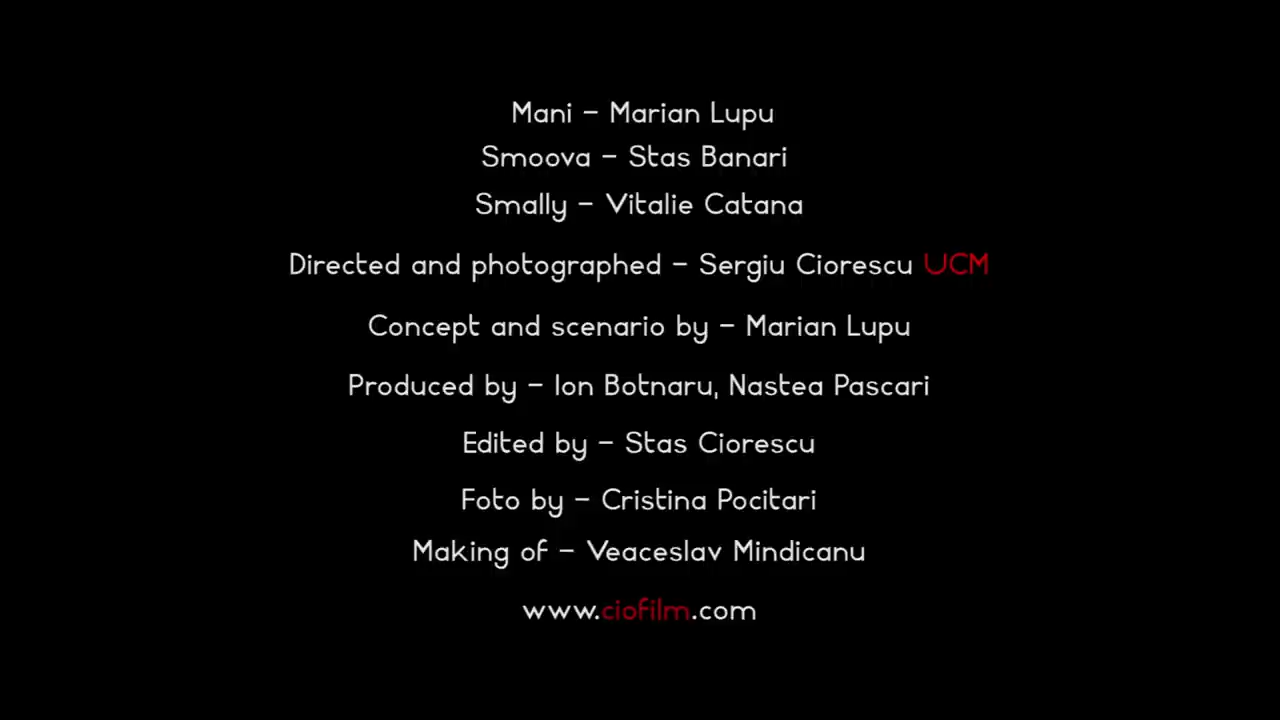 Mani – Marian Lupu
Smoova – Stas Banari
Smally – Vitalie Catana
Directed and photographed – Sergiu Ciorescu UCM
Concept and scenario by – Marian Lupu
Produced by – Ion Botnaru, Nastea Pascari
Edited by – Stas Ciorescu
Foto by – Cristina Pocitari
Making of – Veaceslav Mindicanu
www.ciofilm.com